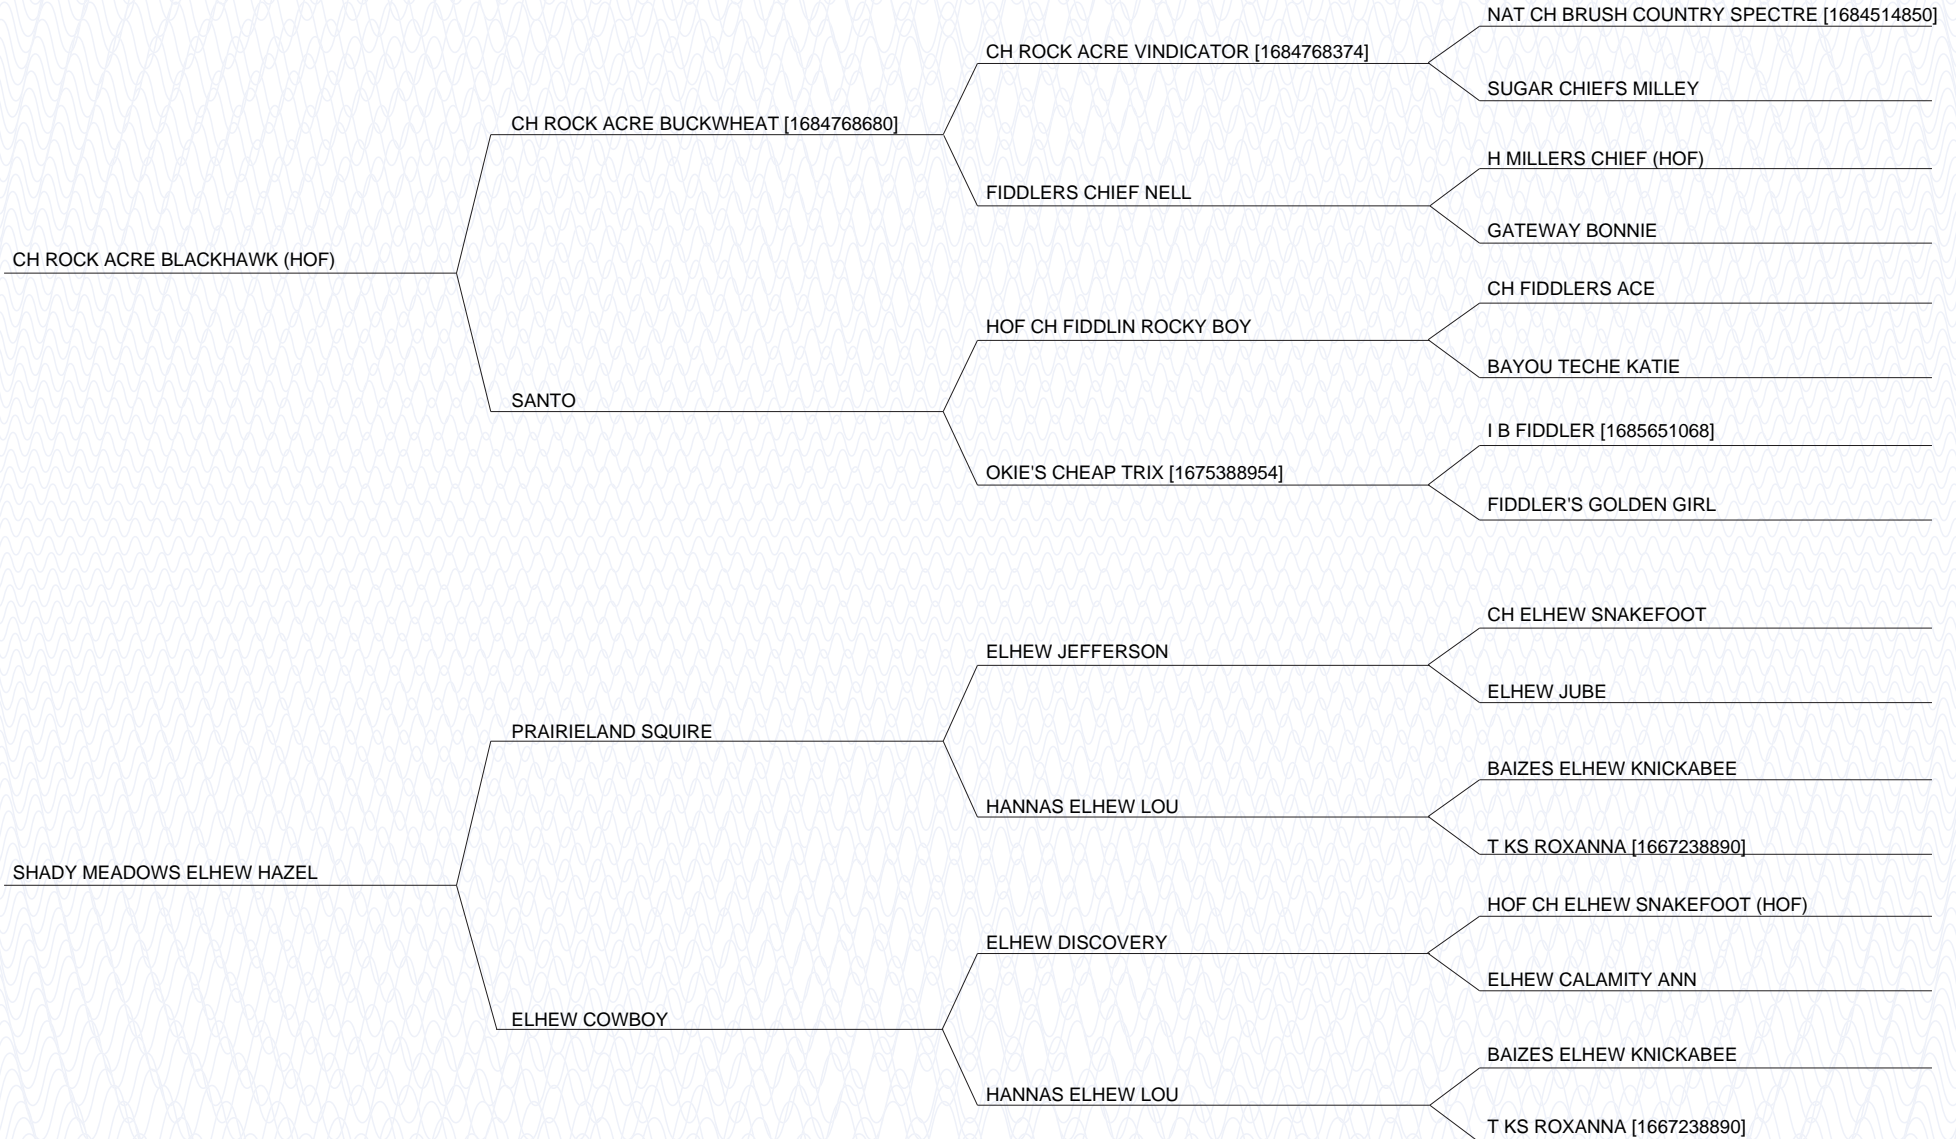 NAT CH BRUSH COUNTRY SPECTRE [1684514850]
CH ROCK ACRE VINDICATOR [1684768374]
SUGAR CHIEFS MILLEY
CH ROCK ACRE BUCKWHEAT [1684768680]
H MILLERS CHIEF (HOF)
FIDDLERS CHIEF NELL
GATEWAY BONNIE
CH ROCK ACRE BLACKHAWK (HOF)
CH FIDDLERS ACE
HOF CH FIDDLIN ROCKY BOY
BAYOU TECHE KATIE
SANTO
I B FIDDLER [1685651068]
OKIE'S CHEAP TRIX [1675388954]
FIDDLER'S GOLDEN GIRL
CH ELHEW SNAKEFOOT
ELHEW JEFFERSON
ELHEW JUBE
PRAIRIELAND SQUIRE
BAIZES ELHEW KNICKABEE
HANNAS ELHEW LOU
T KS ROXANNA [1667238890]
SHADY MEADOWS ELHEW HAZEL
HOF CH ELHEW SNAKEFOOT (HOF)
ELHEW DISCOVERY
ELHEW CALAMITY ANN
ELHEW COWBOY
BAIZES ELHEW KNICKABEE
HANNAS ELHEW LOU
T KS ROXANNA [1667238890]